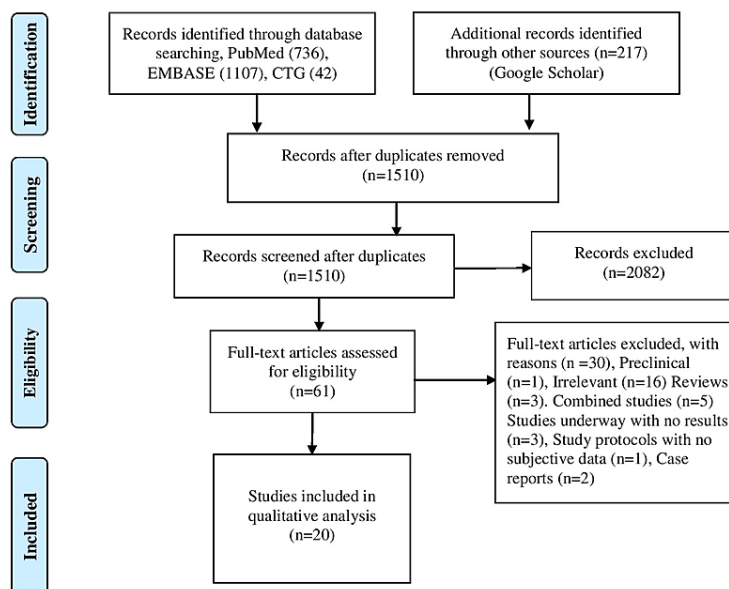 Identification
Records identified through database
searching, PubMed (736),
EMBASE (1107), CTG (42)
Additional records identified
through other sources (n=217)
(Google Scholar)
Records after duplicates removed
(n=1510)
Screening
Records screened after duplicates
(n=1510)
Records excluded
(n=2082)
Eligibility
Full-text articles assessed
for eligibility
(n=61)
Full-text articles excluded, with
reasons (n =30), Preclinical
(n=1), Irrelevant (n=16) Reviews
(n=3). Combined studies (n=5)
Studies underway with no results
(n=3), Study protocols with no
subjective data (n=1), Case
reports (n=2)
Included
Studies included in
qualitative analysis
(n=20)